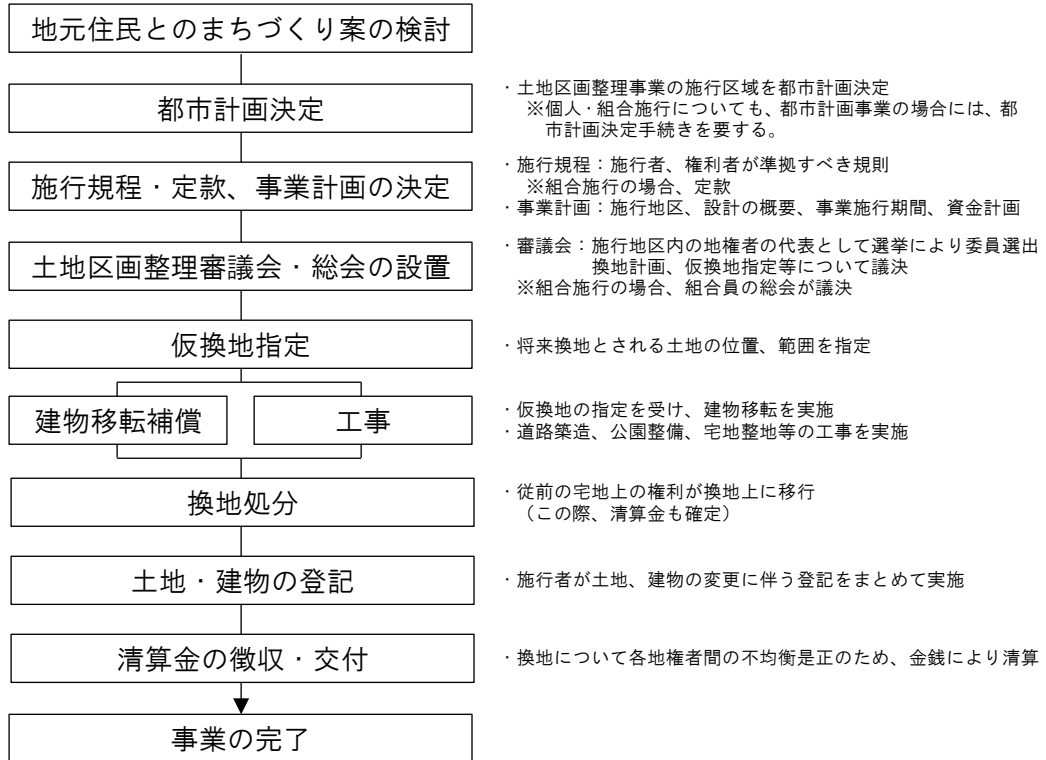 地元住民とのまちづくり案の検討
都市計画決定
・土地区画整理事業の施行区域を都市計画決定
※個人・組合施行についても、都市計画事業の場合には、都
市計画決定手続きを要する。
施行規程・定款、事業計画の決定
・施行規程：施行者、権利者が準拠すべき規則
※組合施行の場合、定款
・事業計画：施行地区、設計の概要、事業施行期間、資金計画
土地区画整理審議会・総会の設置
・審議会：施行地区内の地権者の代表として選挙により委員選出
換地計画、仮換地指定等について議決
※組合施行の場合、組合員の総会が議決
仮換地指定
・将来換地とされる土地の位置、範囲を指定
建物移転補償
工事
・仮換地の指定を受け、建物移転を実施
・道路築造、公園整備、宅地整地等の工事を実施
換地処分
・従前の宅地上の権利が換地上に移行
（この際、清算金も確定）
土地・建物の登記
・施行者が土地、建物の変更に伴う登記をまとめて実施
清算金の徴収・交付
・換地について各地権者間の不均衡是正のため、金銭により清算
事業の完了